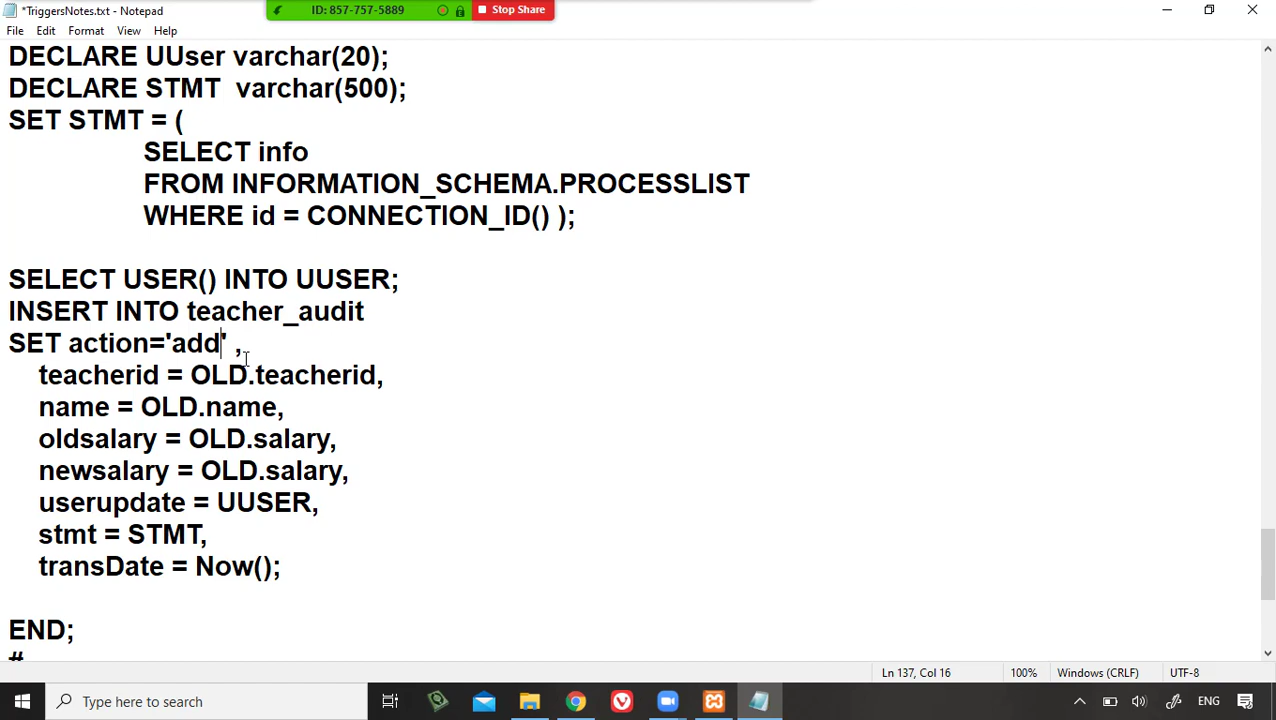 *TriggersNotes.txt - Notepad
ID: 857-757-5889
Stop Share
File Edit Format View Help
DECLARE UUser varchar(20);
DECLARE STMT  varchar(500);
SET STMT = (
SELECT info
FROM INFORMATION_SCHEMA.PROCESSLIST
WHERE id = CONNECTION_ID() );
SELECT USER() INTO UUSER;
INSERT INTO teacher_audit
SET action='add' ,
teacherid = OLD.teacherid,
name = OLD.name,
oldsalary = OLD.salary,
newsalary = OLD.salary,
userupdate = UUSER,
stmt = STMT,
transDate = Now();
END;
#
Ln 137, Col 16 100% Windows (CRLF) UTF-8
Type here to search
ENG